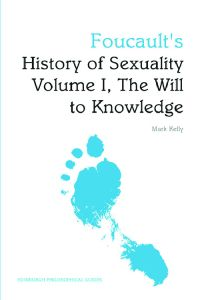 Foucault's
History of Sexuality
Volume I, The Will
to Knowledge
Mark Kelly
EDINBURGH PHILOSOPHICAL GUIDES